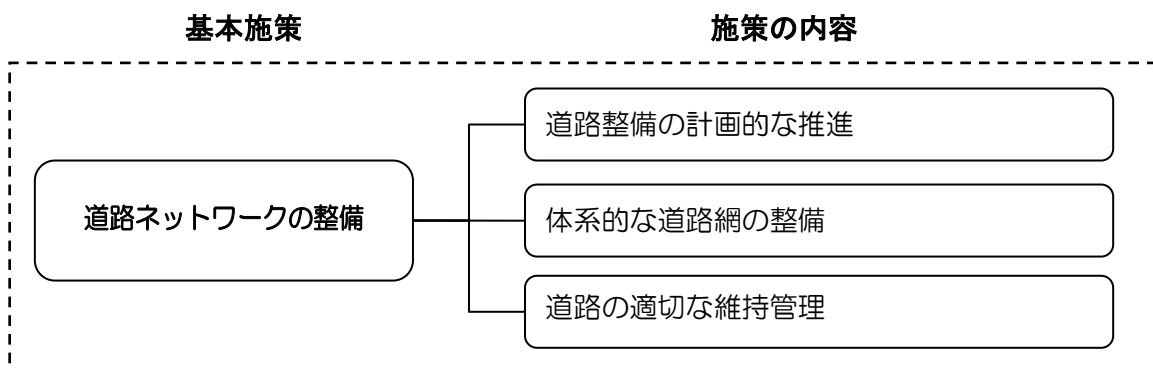 基本施策
施策の内容
道路整備の計画的な推進
道路ネットワークの整備
体系的な道路網の整備
道路の適切な維持管理